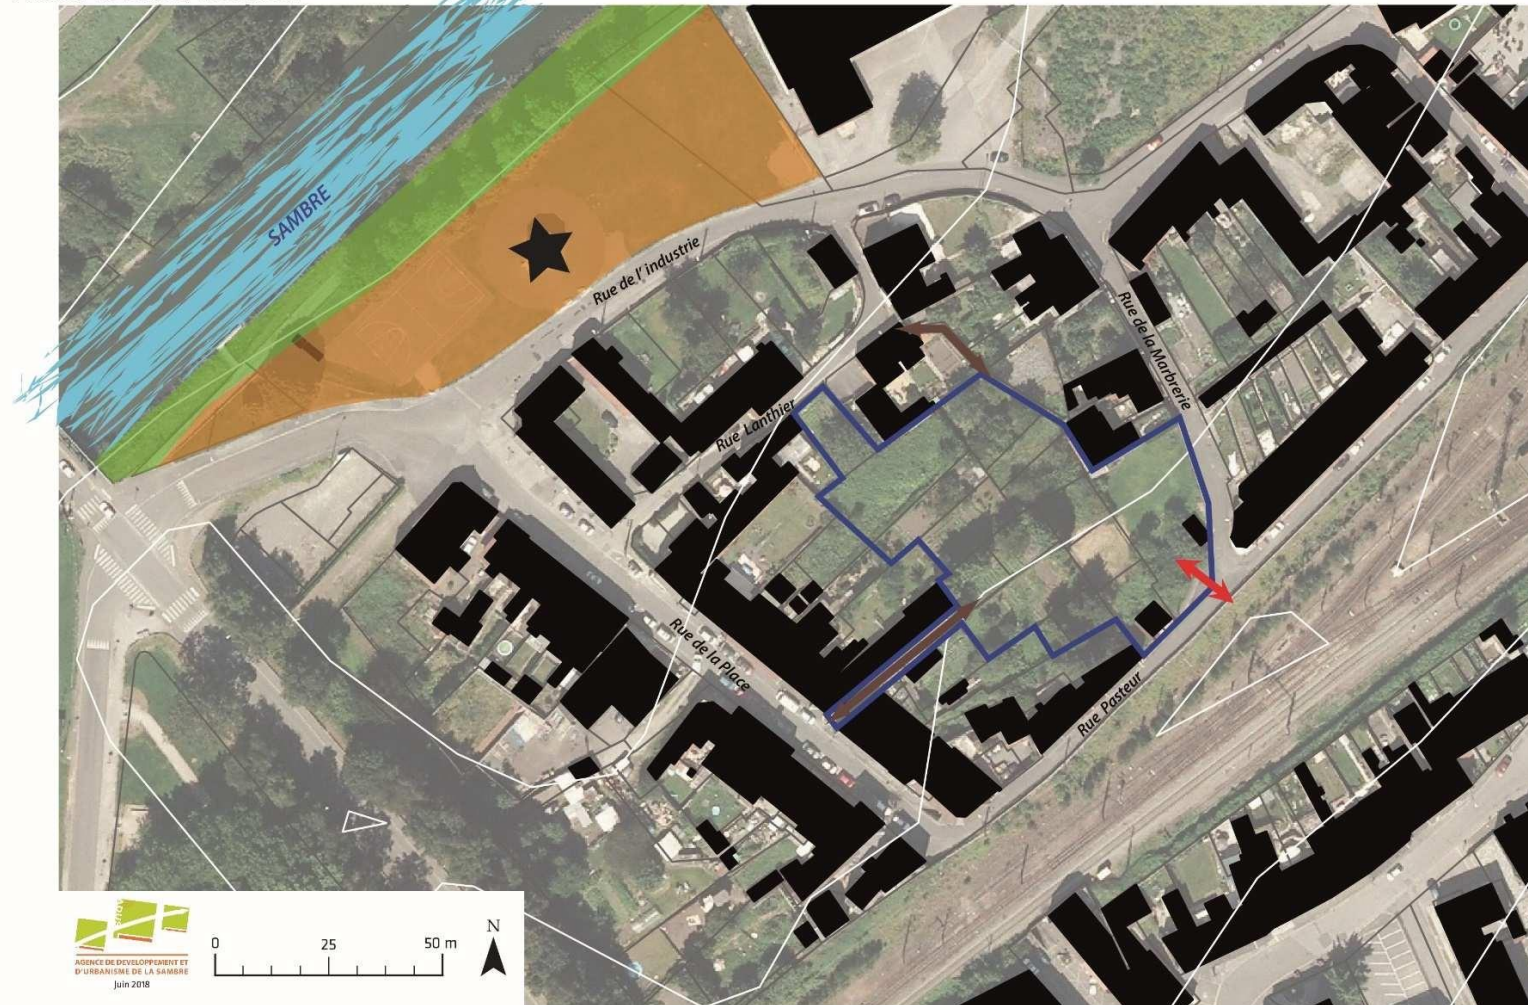 SAMBRE
Rue de l'industrie
Rue de la Marbrerie
Rue Lanthier
Rue de la Place
Rue Pasteur
AGENCE DE DEVELOPPEMENT ET
D'URBANISME DE LA SAMBRE
Juin 2018
0 25 50 m
N